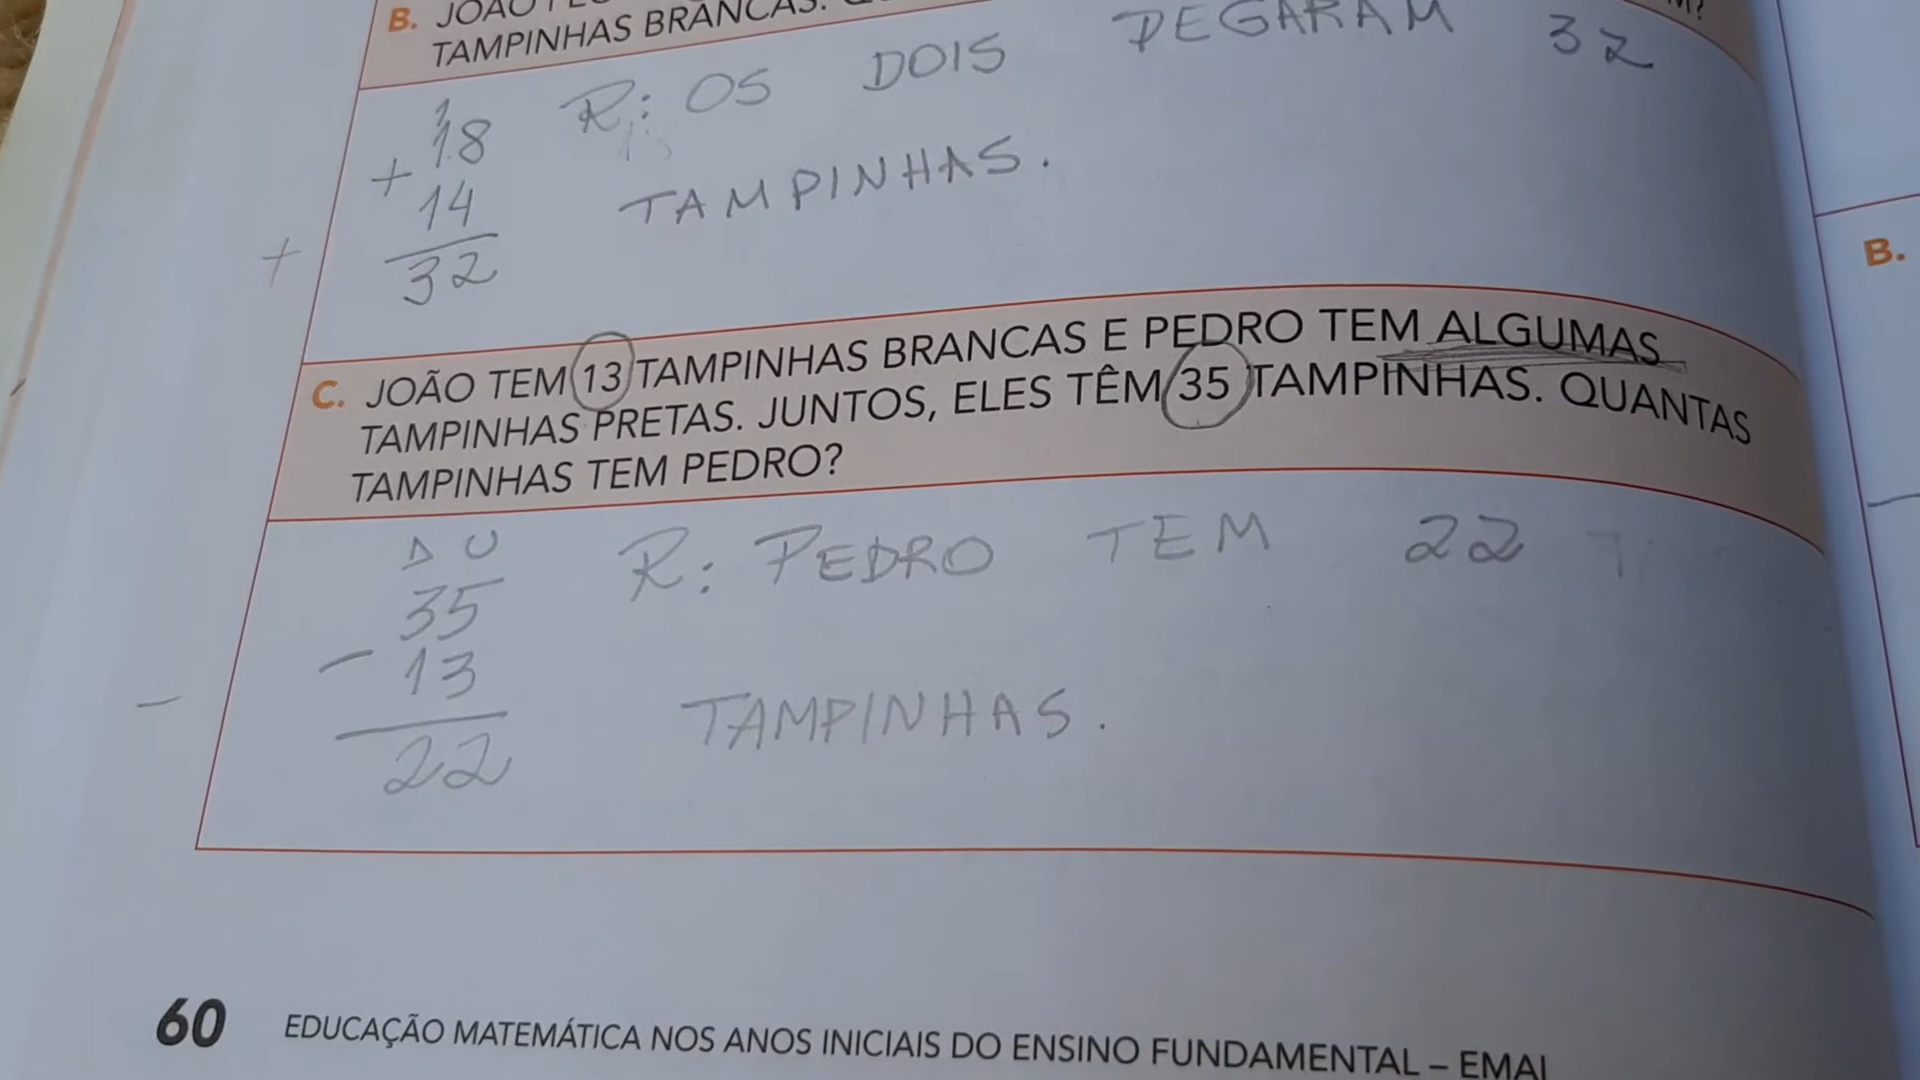 B. JOÃO
TAMPINHAS BRANCAS.
18 R: OS DOIS PEGARAM 32
+
14 TAMPINHAS.
+
32
C. JOÃO TEM 13 TAMPINHAS BRANCAS E PEDRO TEM ALGUMAS
TAMPINHAS PRETAS. JUNTOS, ELES TÊM 35 TAMPINHAS. QUANTAS
TAMPINHAS TEM PEDRO?
D U
35 R: PEDRO TEM 22
- 13
-
22 TAMPINHAS.
60 EDUCAÇÃO MATEMÁTICA NOS ANOS INICIAIS DO ENSINO FUNDAMENTAL – EMAI
B.